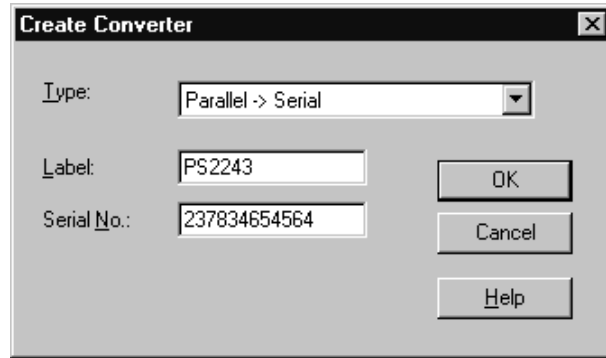 Create Converter
Type: Parallel -> Serial
Label: PS2243
OK
Serial No.: 237834654564
Cancel
Help